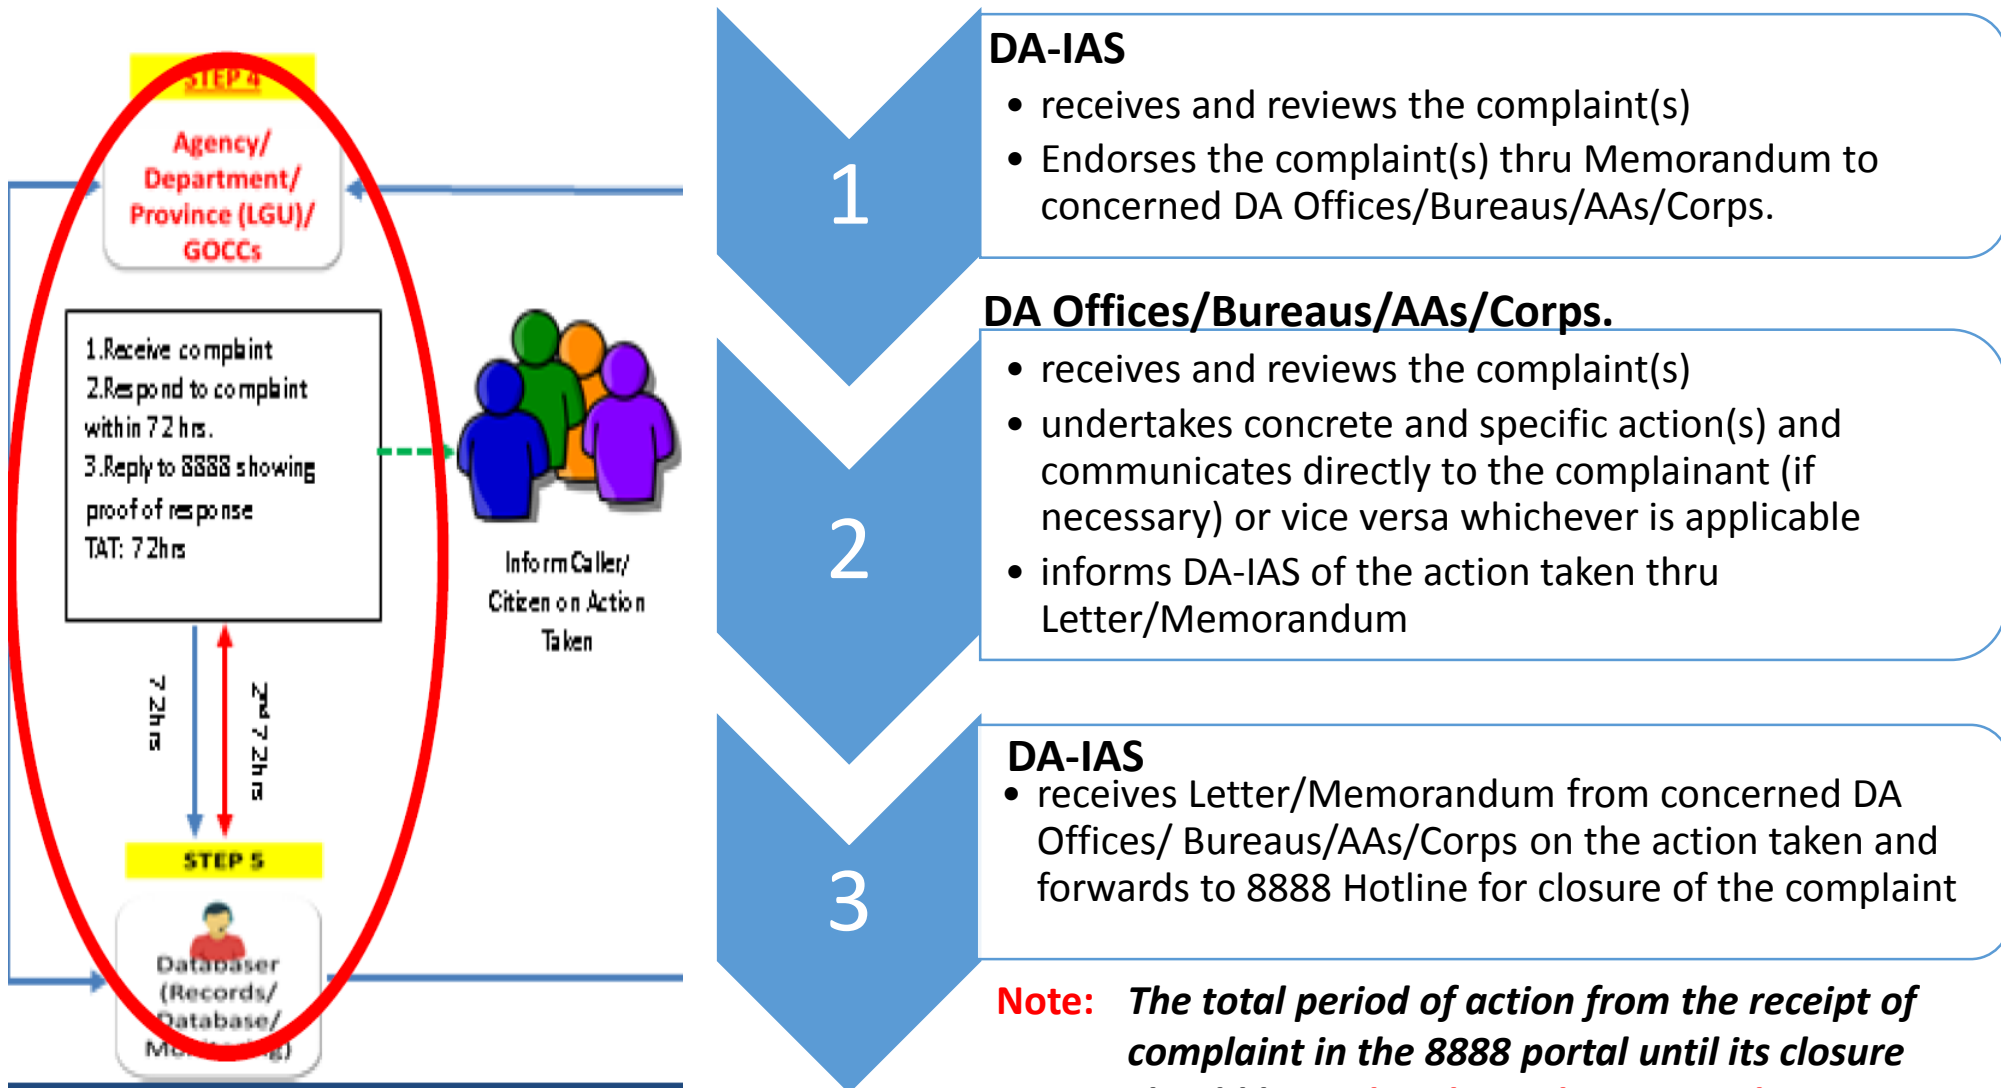 STEP 4
Agency/
Department/
Province (LGU)/
GOCCs
1.Receive complaint
2.Respond to complaint
within 72 hrs.
3.Reply to 8888 showing
proof of response
TAT: 72hrs
Inform Caller/
Citizen on Action
Taken
72hrs
2nd 72hrs
STEP 5
Databaser
(Records/
Database/
Monitoring)
1
DA-IAS
• receives and reviews the complaint(s)
• Endorses the complaint(s) thru Memorandum to
concerned DA Offices/Bureaus/AAs/Corps.
2
DA Offices/Bureaus/AAs/Corps.
• receives and reviews the complaint(s)
• undertakes concrete and specific action(s) and
communicates directly to the complainant (if
necessary) or vice versa whichever is applicable
• informs DA-IAS of the action taken thru
Letter/Memorandum
3
DA-IAS
• receives Letter/Memorandum from concerned DA
Offices/ Bureaus/AAs/Corps on the action taken and
forwards to 8888 Hotline for closure of the complaint
Note: The total period of action from the receipt of
complaint in the 8888 portal until its closure